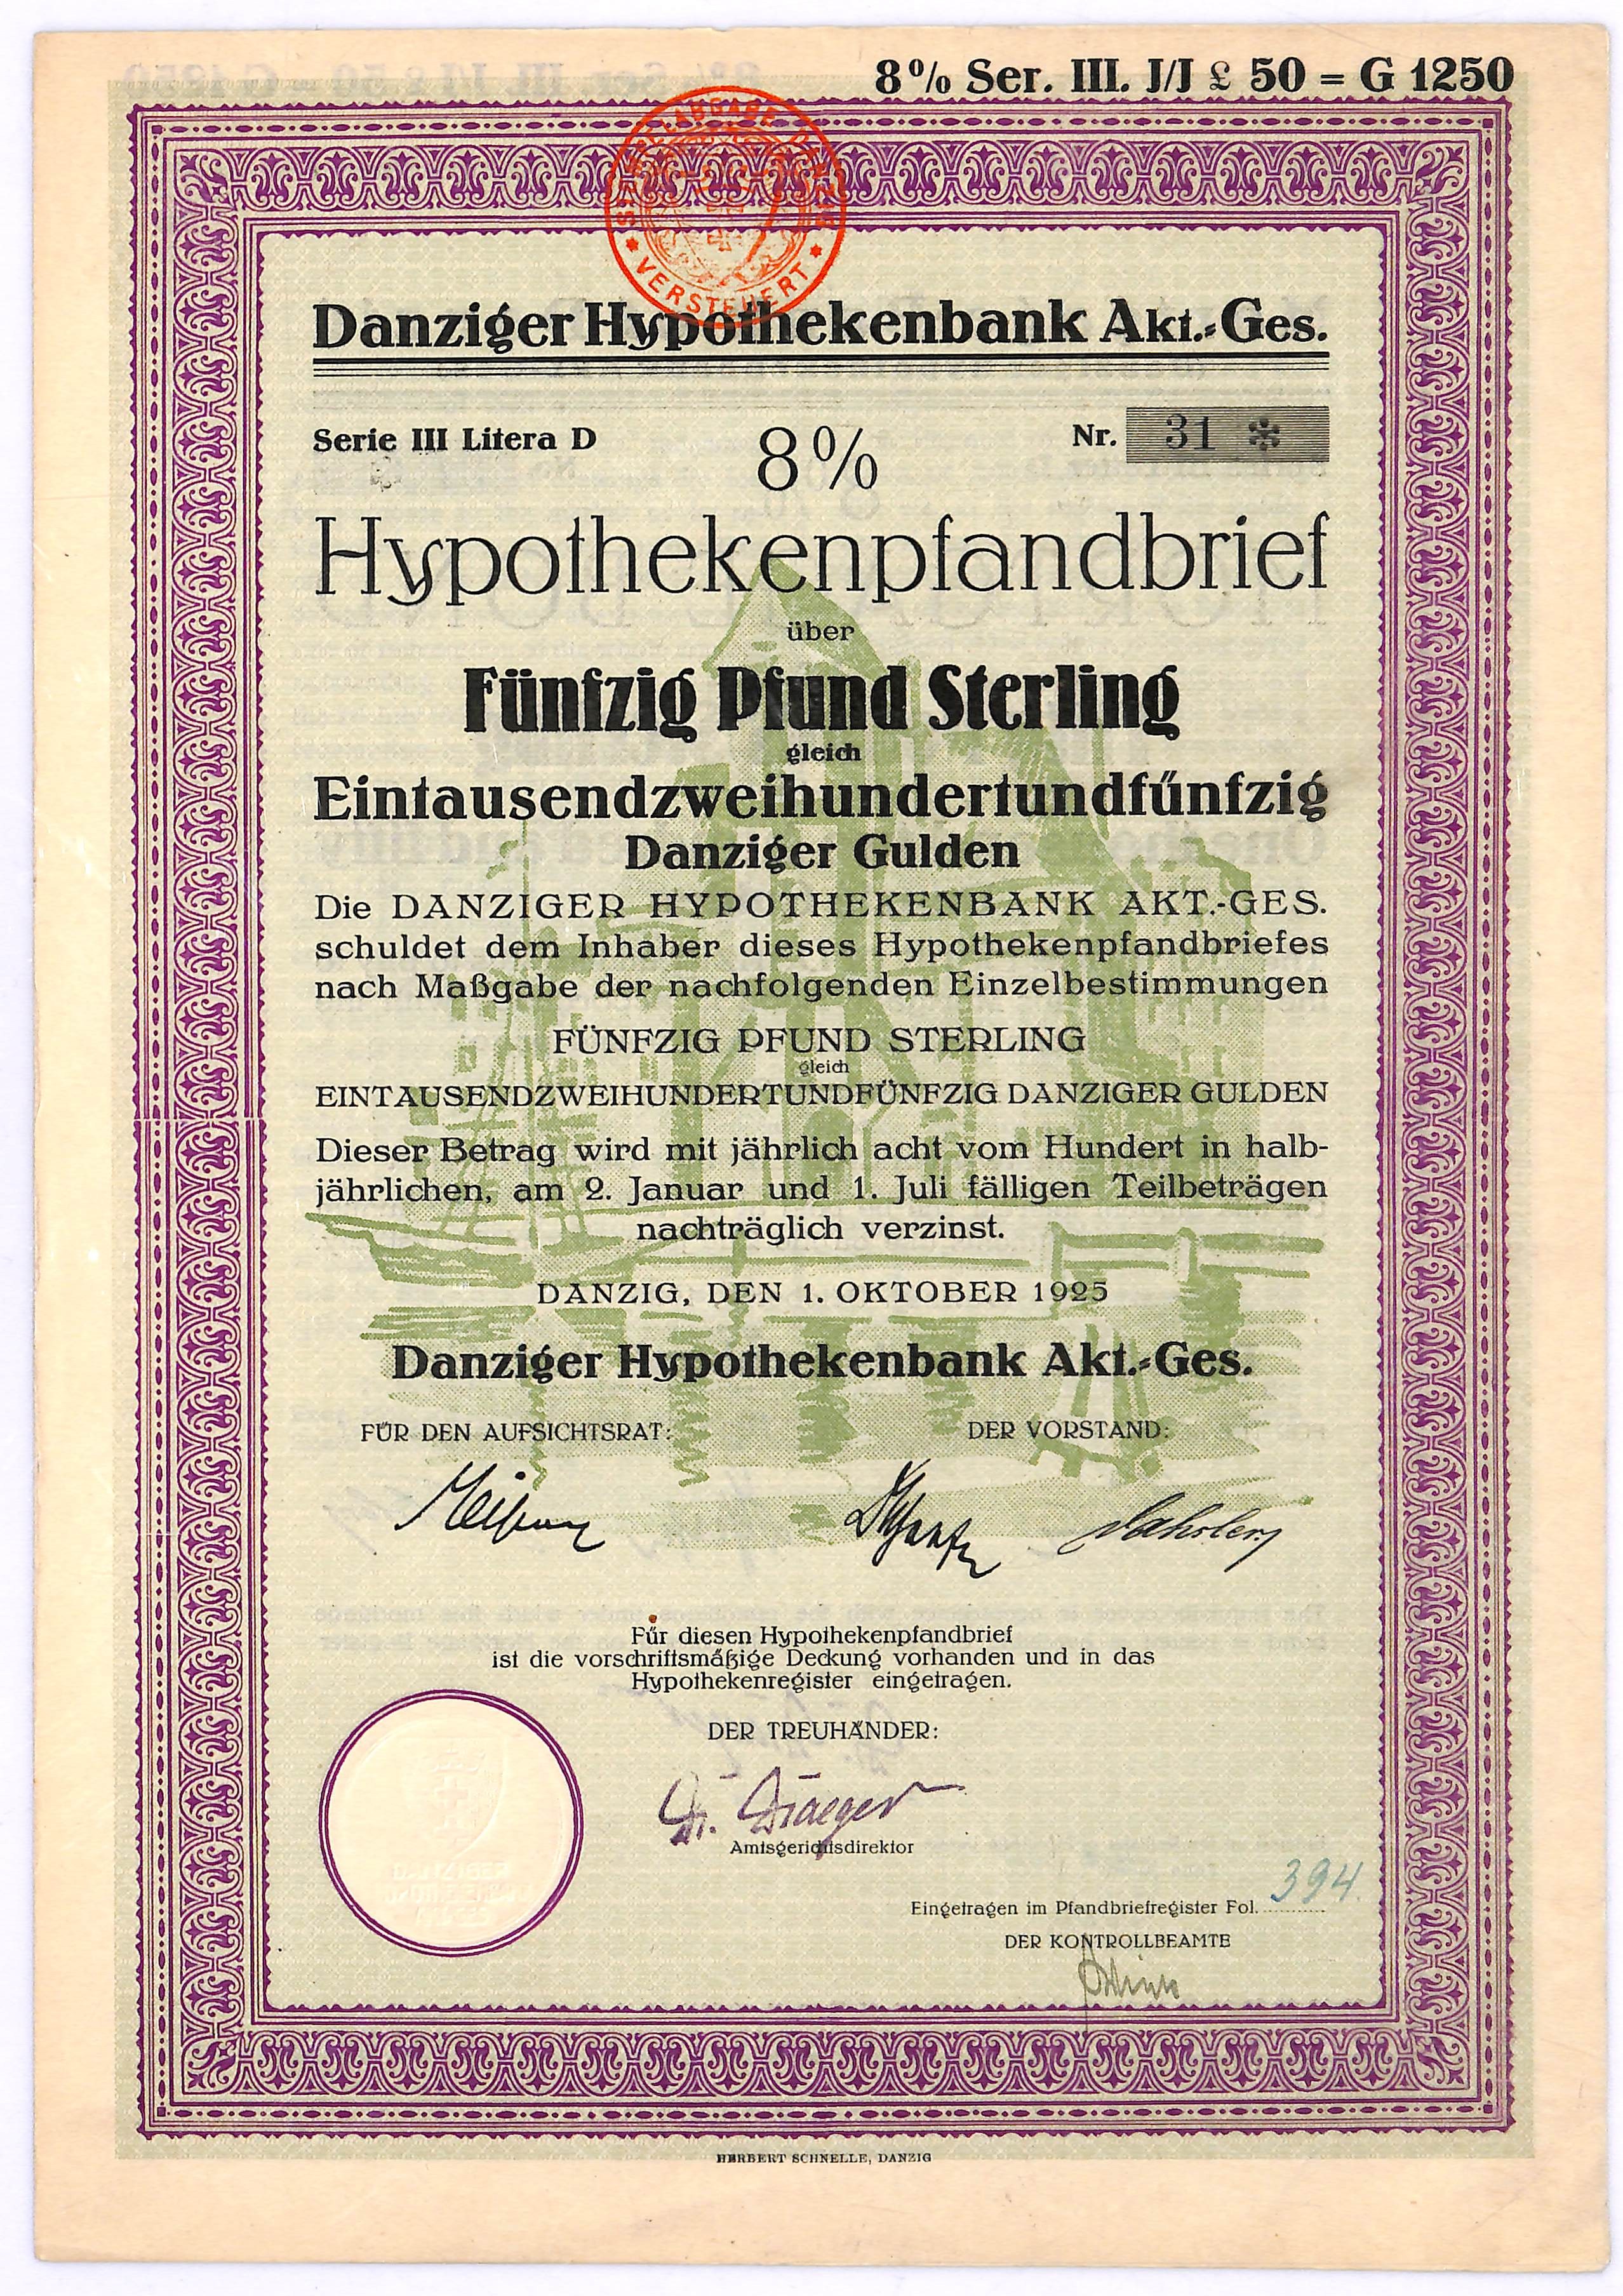 8% Ser. III. J/J £ 50 = G 1250
STEMPELABGABE DANZIG
* VERSTEUERT *
Danziger Hypothekenbank Akt.-Ges.
Serie III Litera D
Nr. 31 *
8%
Hypothekenpfandbrief
über
Fünfzig Pfund Sterling
gleich
Eintausendzweihundertundfünfzig
Danziger Gulden
Die DANZIGER HYPOTHEKENBANK AKT.-GES.
schuldet dem Inhaber dieses Hypothekenpfandbriefes
nach Maßgabe der nachfolgenden Einzelbestimmungen
FÜNFZIG PFUND STERLING
gleich
EINTAUSENDZWEIHUNDERTUNDFÜNFZIG DANZIGER GULDEN
Dieser Betrag wird mit jährlich acht vom Hundert in halb-
jährlichen, am 2. Januar und 1. Juli fälligen Teilbeträgen
nachträglich verzinst.
DANZIG, DEN 1. OKTOBER 1925
Danziger Hypothekenbank Akt.-Ges.
FÜR DEN AUFSICHTSRAT:
DER VORSTAND:
Für diesen Hypothekenpfandbrief
ist die vorschriftsmäßige Deckung vorhanden und in das
Hypothekenregister eingetragen.
DER TREUHÄNDER:
Dr. Draeger
Amtsgerichtsdirektor
Eingetragen im Pfandbriefregister Fol. 394.
DER KONTROLLBEAMTE
HERBERT SCHNELLE, DANZIG